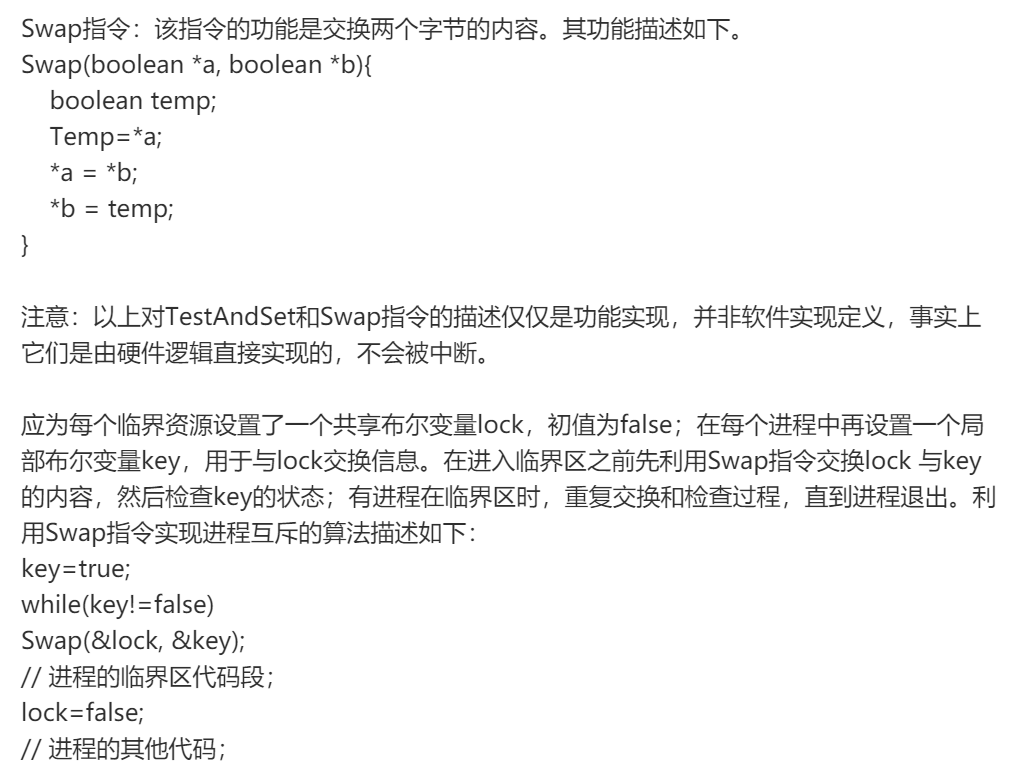 Swap指令：该指令的功能是交换两个字节的内容。其功能描述如下。
Swap(boolean *a, boolean *b){
boolean temp;
Temp=*a;
*a = *b;
*b = temp;
}
注意：以上对TestAndSet和Swap指令的描述仅仅是功能实现，并非软件实现定义，事实上
它们是由硬件逻辑直接实现的，不会被中断。
应为每个临界资源设置了一个共享布尔变量lock，初值为false；在每个进程中再设置一个局
部布尔变量key，用于与lock交换信息。在进入临界区之前先利用Swap指令交换lock 与key
的内容，然后检查key的状态；有进程在临界区时，重复交换和检查过程，直到进程退出。利
用Swap指令实现进程互斥的算法描述如下：
key=true;
while(key!=false)
Swap(&lock, &key);
// 进程的临界区代码段；
lock=false;
// 进程的其他代码；